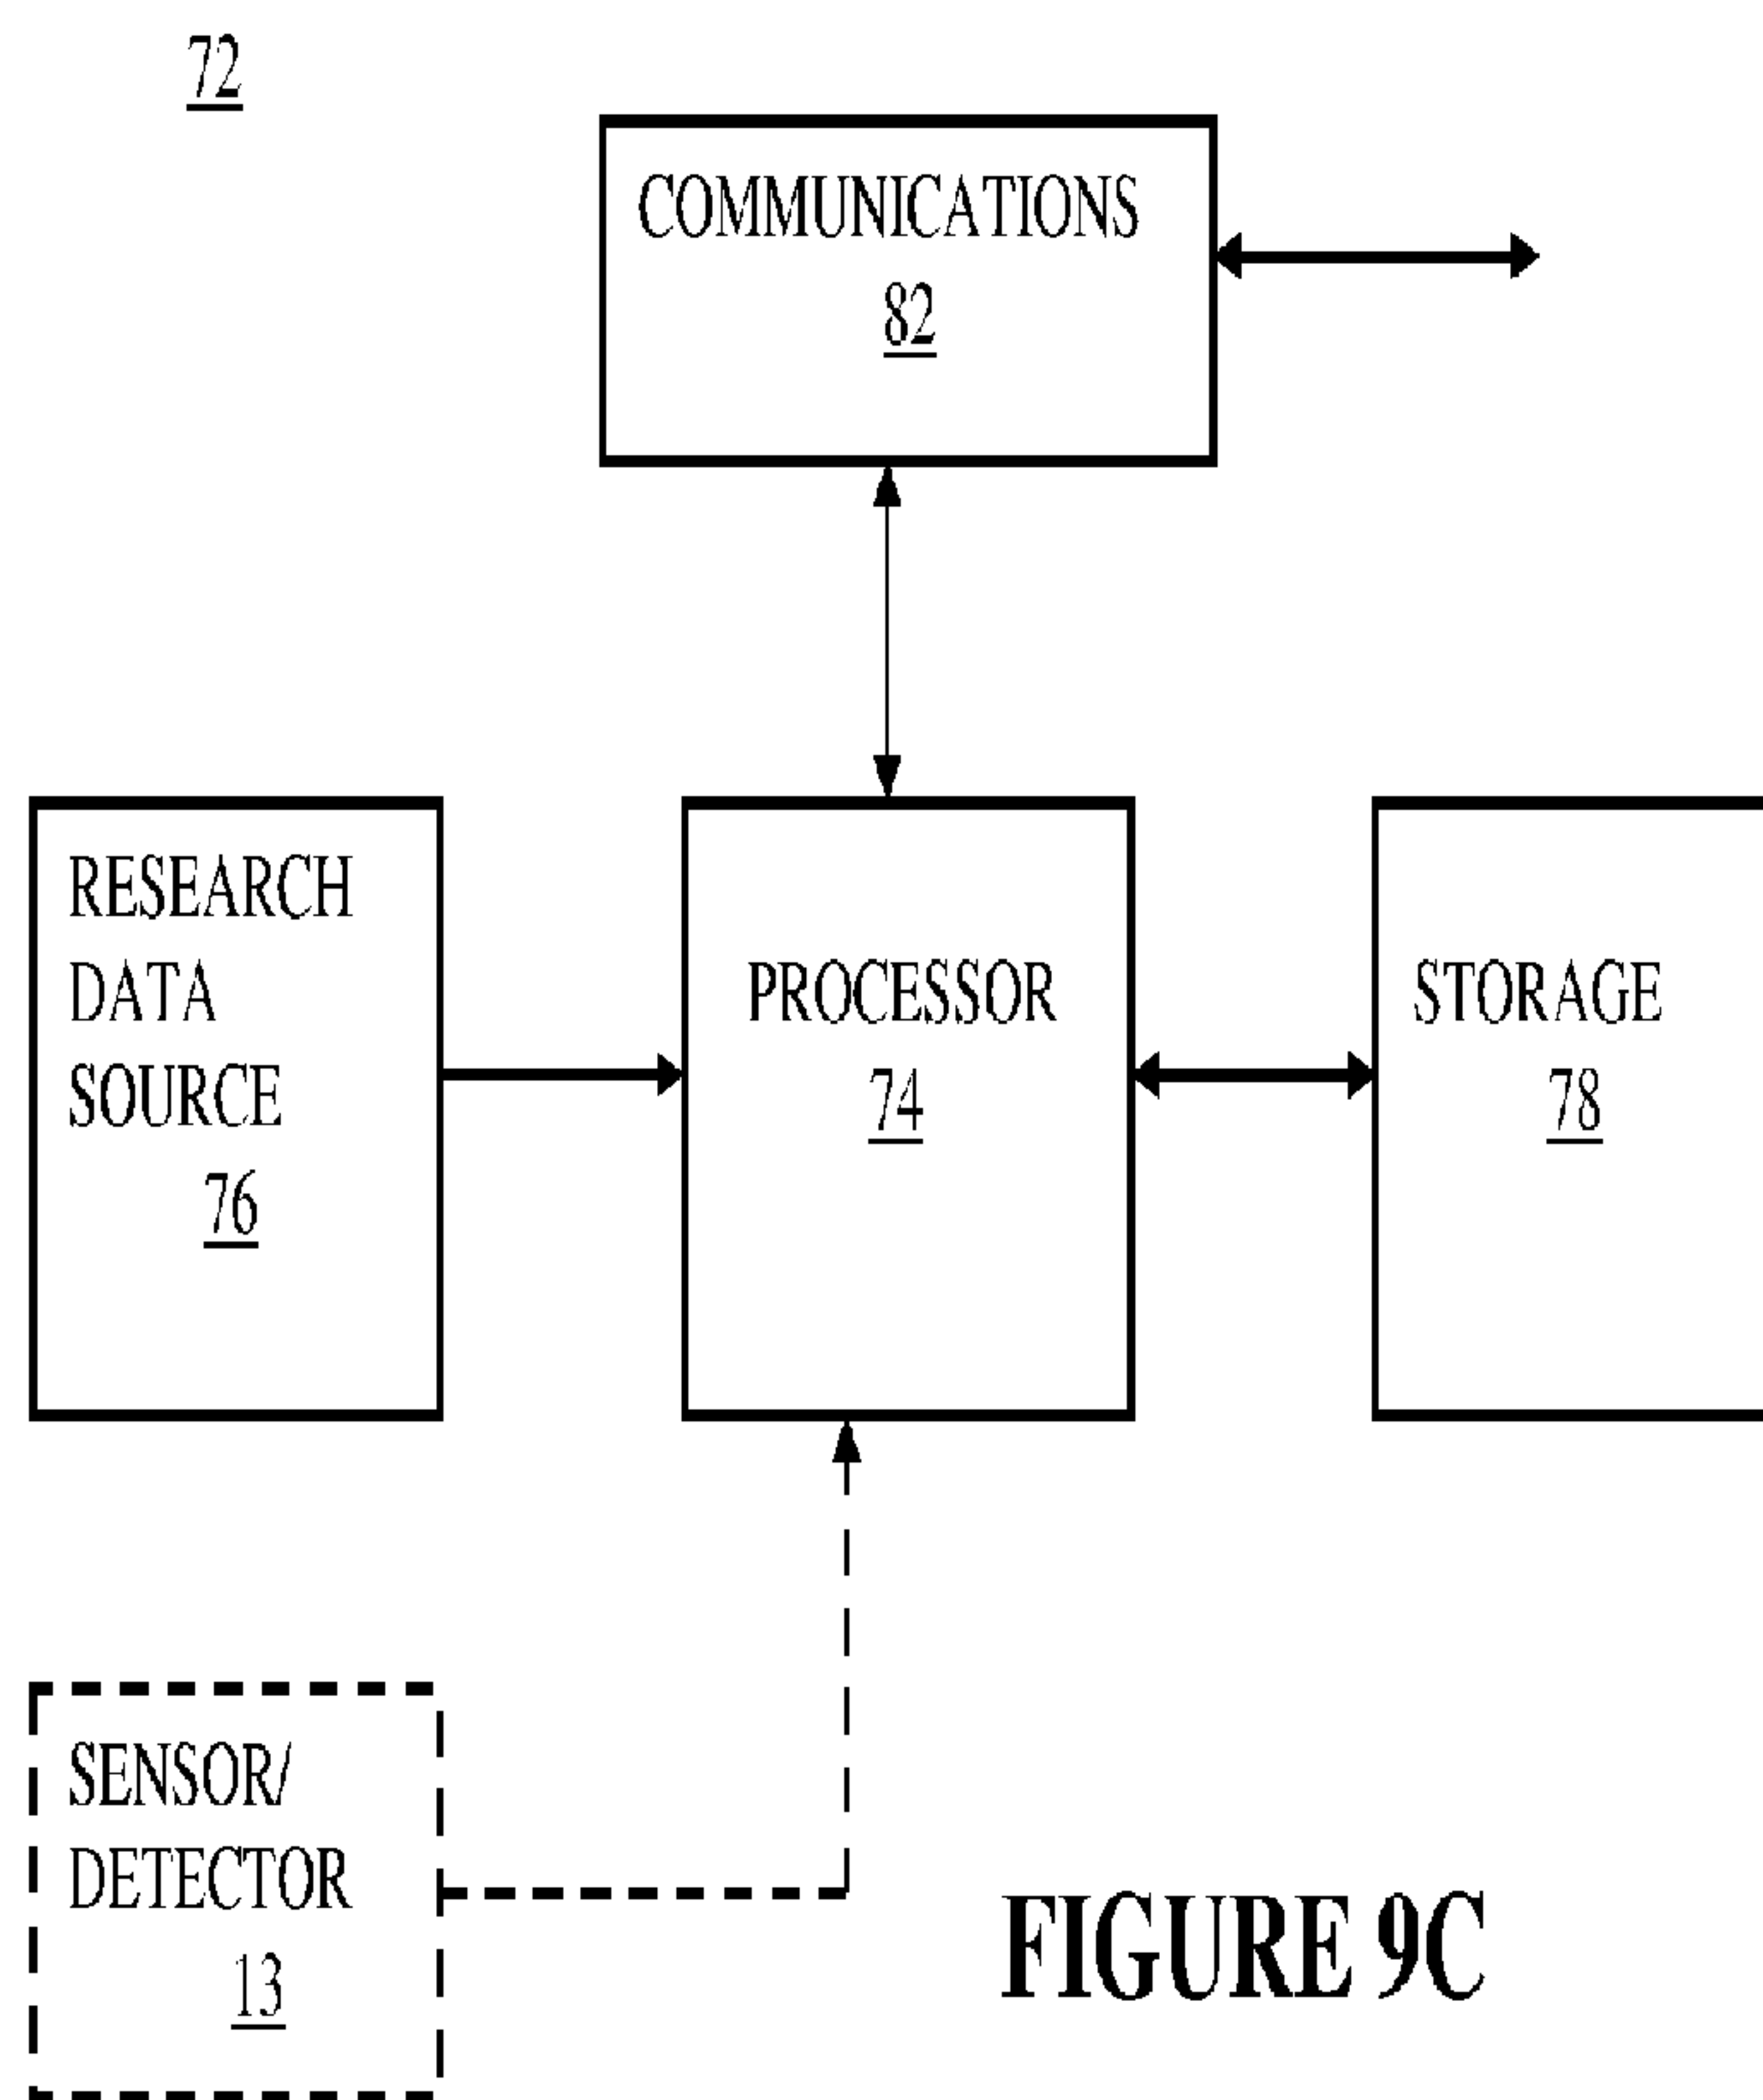 72
COMMUNICATIONS
82
RESEARCH
DATA
SOURCE
76
PROCESSOR
74
STORAGE
78
SENSOR/
DETECTOR
13
FIGURE 9C